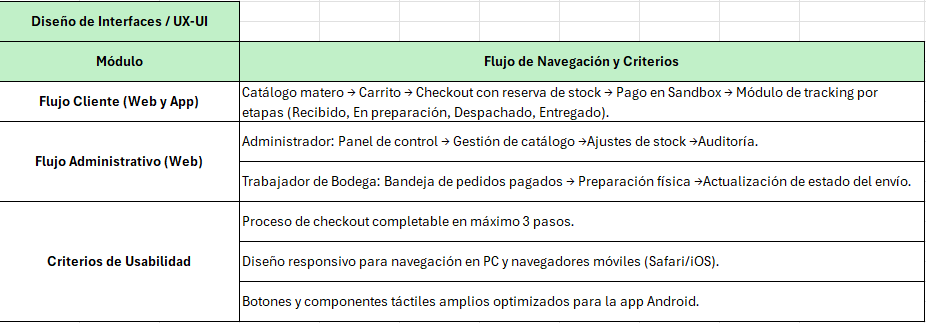 Diseño de Interfaces / UX-UI
Módulo
Flujo de Navegación y Criterios
Flujo Cliente (Web y App)
Catálogo matero → Carrito → Checkout con reserva de stock → Pago en Sandbox → Módulo de tracking por
etapas (Recibido, En preparación, Despachado, Entregado).
Flujo Administrativo (Web)
Administrador: Panel de control → Gestión de catálogo →Ajustes de stock →Auditoría.
Trabajador de Bodega: Bandeja de pedidos pagados → Preparación física →Actualización de estado del envío.
Criterios de Usabilidad
Proceso de checkout completable en máximo 3 pasos.
Diseño responsivo para navegación en PC y navegadores móviles (Safari/iOS).
Botones y componentes táctiles amplios optimizados para la app Android.